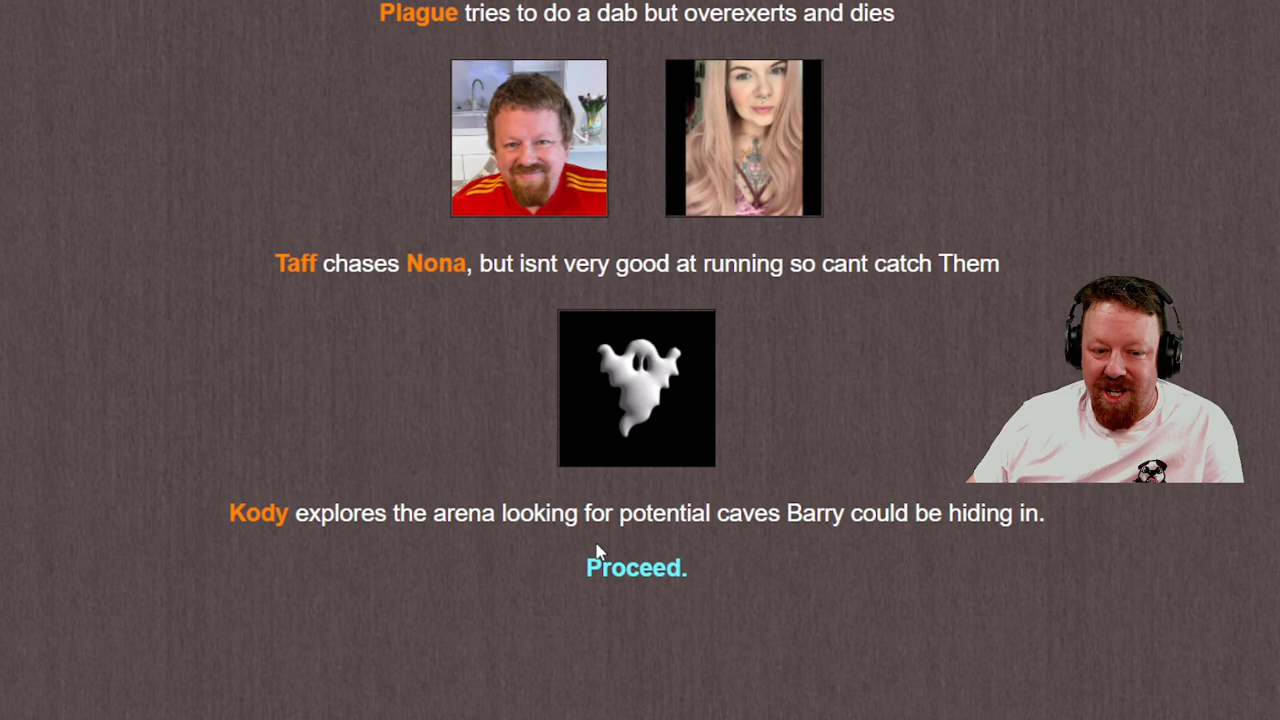 Plague tries to do a dab but overexerts and dies
Taff chases Nona, but isnt very good at running so cant catch Them
Kody explores the arena looking for potential caves Barry could be hiding in.
Proceed.